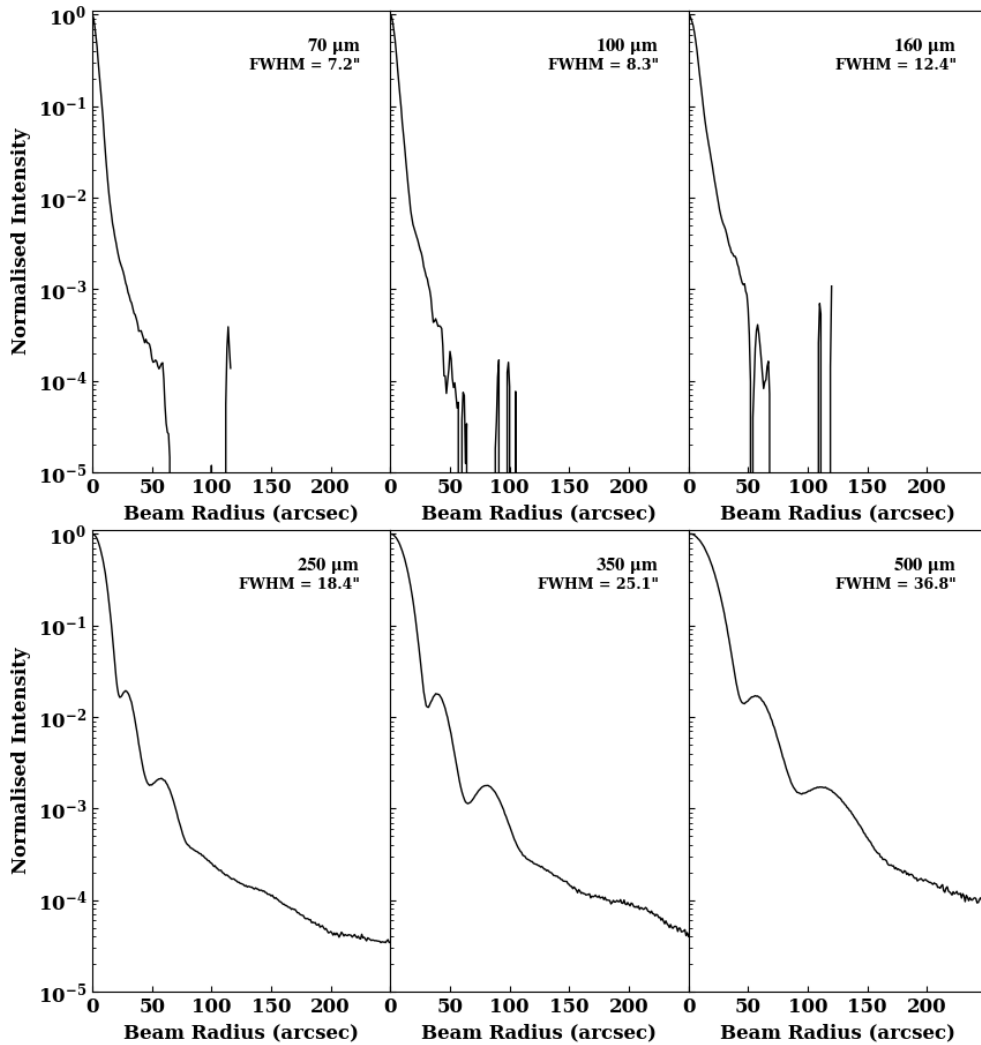 70 μm
FWHM = 7.2"
100 μm
FWHM = 8.3"
160 μm
FWHM = 12.4"
Normalised Intensity
10⁰
10⁻¹
10⁻²
10⁻³
10⁻⁴
10⁻⁵
0 50 100 150 200
0 50 100 150 200
0 50 100 150 200
Beam Radius (arcsec)
Beam Radius (arcsec)
Beam Radius (arcsec)
250 μm
FWHM = 18.4"
350 μm
FWHM = 25.1"
500 μm
FWHM = 36.8"
Normalised Intensity
10⁰
10⁻¹
10⁻²
10⁻³
10⁻⁴
10⁻⁵
0 50 100 150 200
0 50 100 150 200
0 50 100 150 200
Beam Radius (arcsec)
Beam Radius (arcsec)
Beam Radius (arcsec)